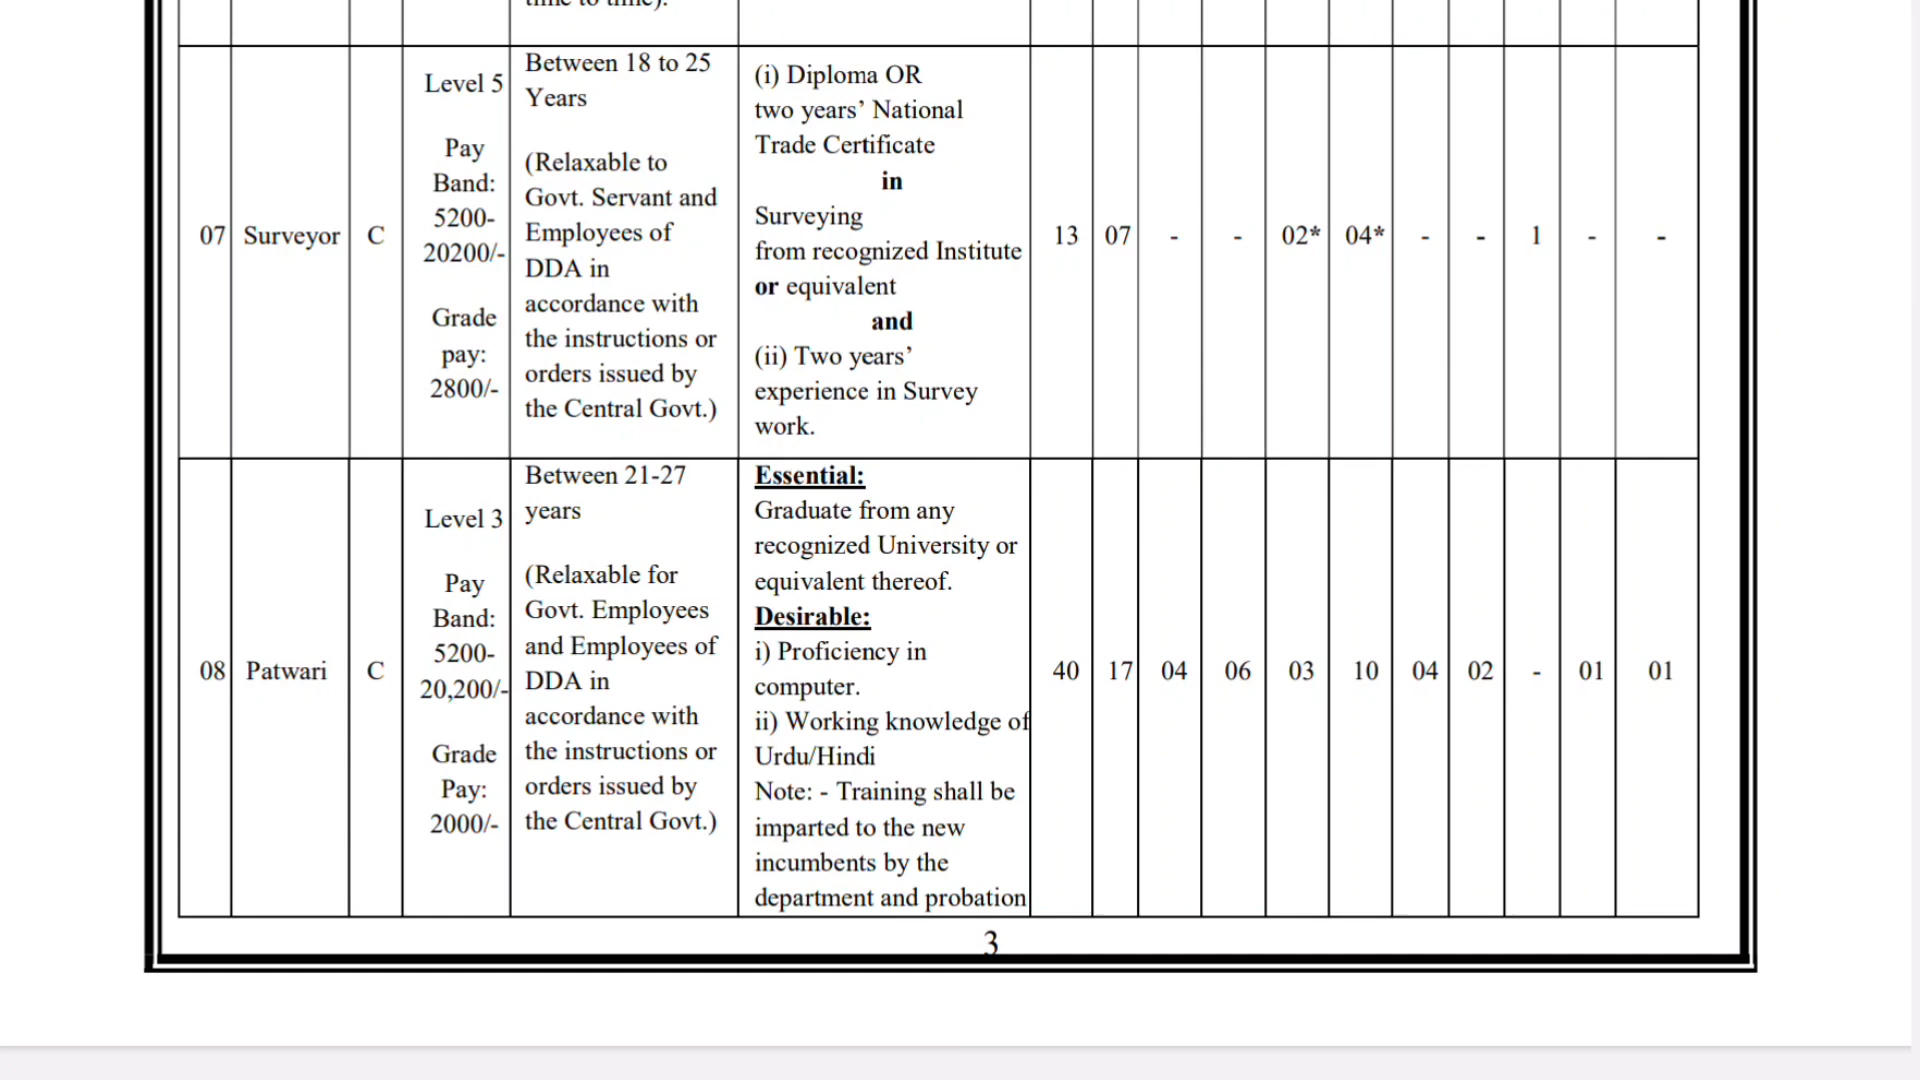 time to time).
07
Surveyor
C
Level 5
Pay
Band:
5200-
20200/-
Grade
pay:
2800/-
Between 18 to 25
Years
(Relaxable to
Govt. Servant and
Employees of
DDA in
accordance with
the instructions or
orders issued by
the Central Govt.)
(i) Diploma OR
two years’ National
Trade Certificate
in
Surveying
from recognized Institute
or equivalent
and
(ii) Two years’
experience in Survey
work.
13
07
-
-
02*
04*
-
-
1
-
-
08
Patwari
C
Level 3
Pay
Band:
5200-
20,200/-
Grade
Pay:
2000/-
Between 21-27
years
(Relaxable for
Govt. Employees
and Employees of
DDA in
accordance with
the instructions or
orders issued by
the Central Govt.)
Essential:
Graduate from any
recognized University or
equivalent thereof.
Desirable:
i) Proficiency in
computer.
ii) Working knowledge of
Urdu/Hindi
Note: - Training shall be
imparted to the new
incumbents by the
department and probation
40
17
04
06
03
10
04
02
-
01
01
3